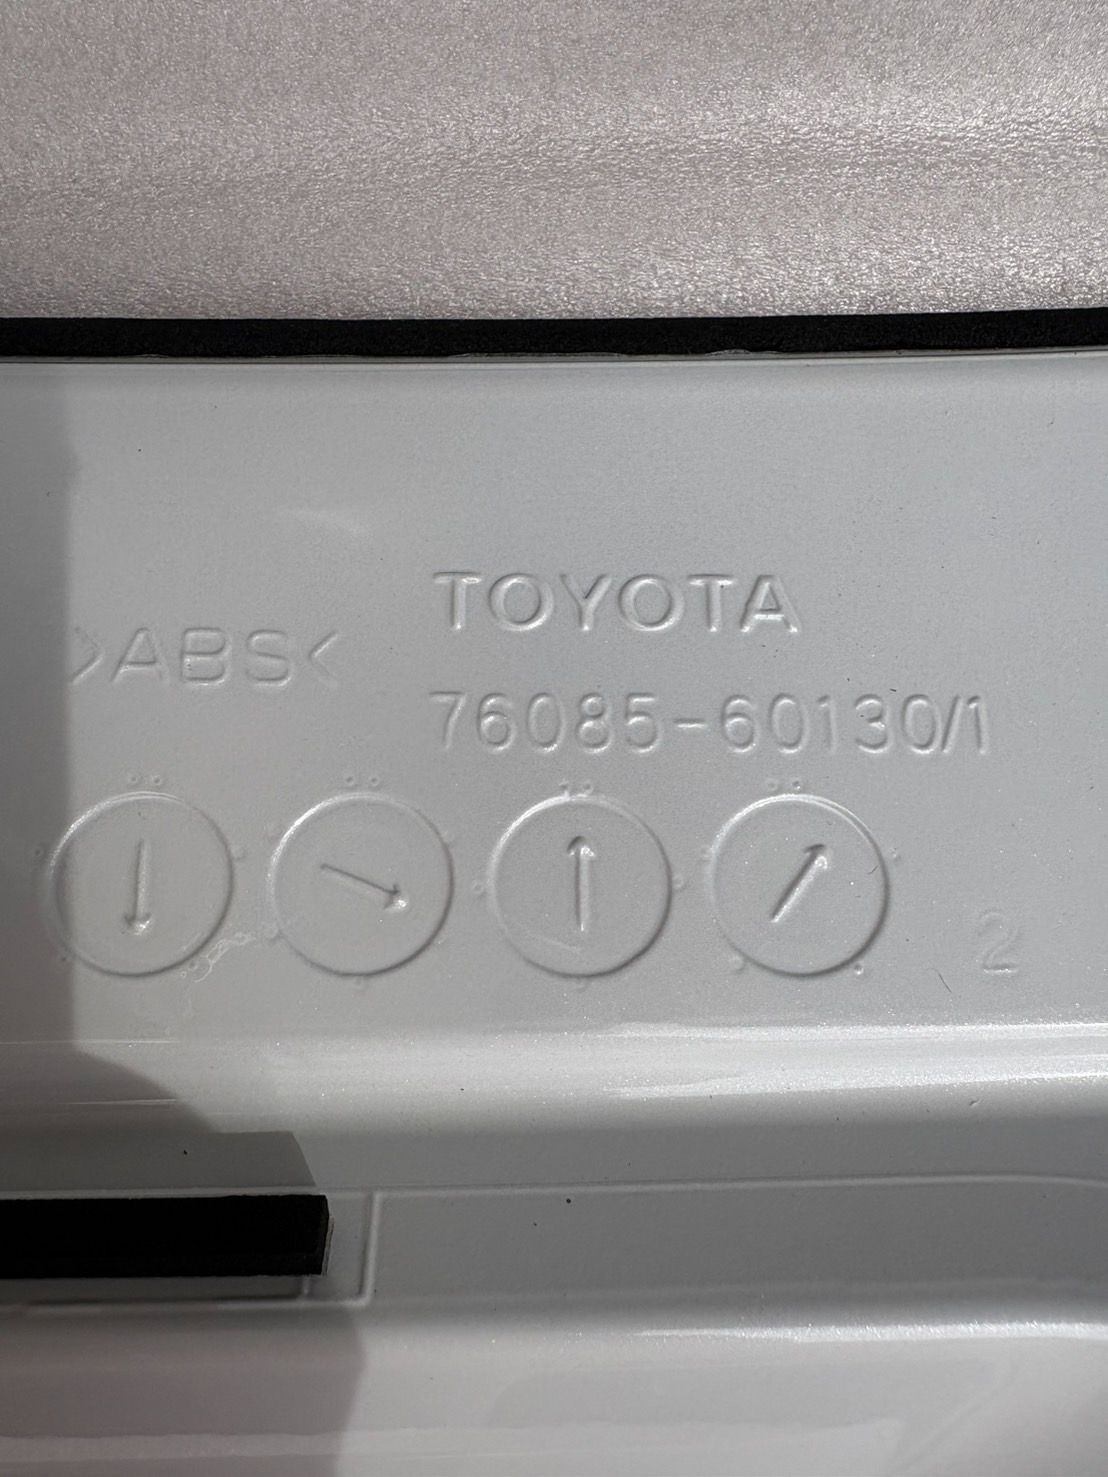 TOYOTA
>ABS<
76085-60130/1
2